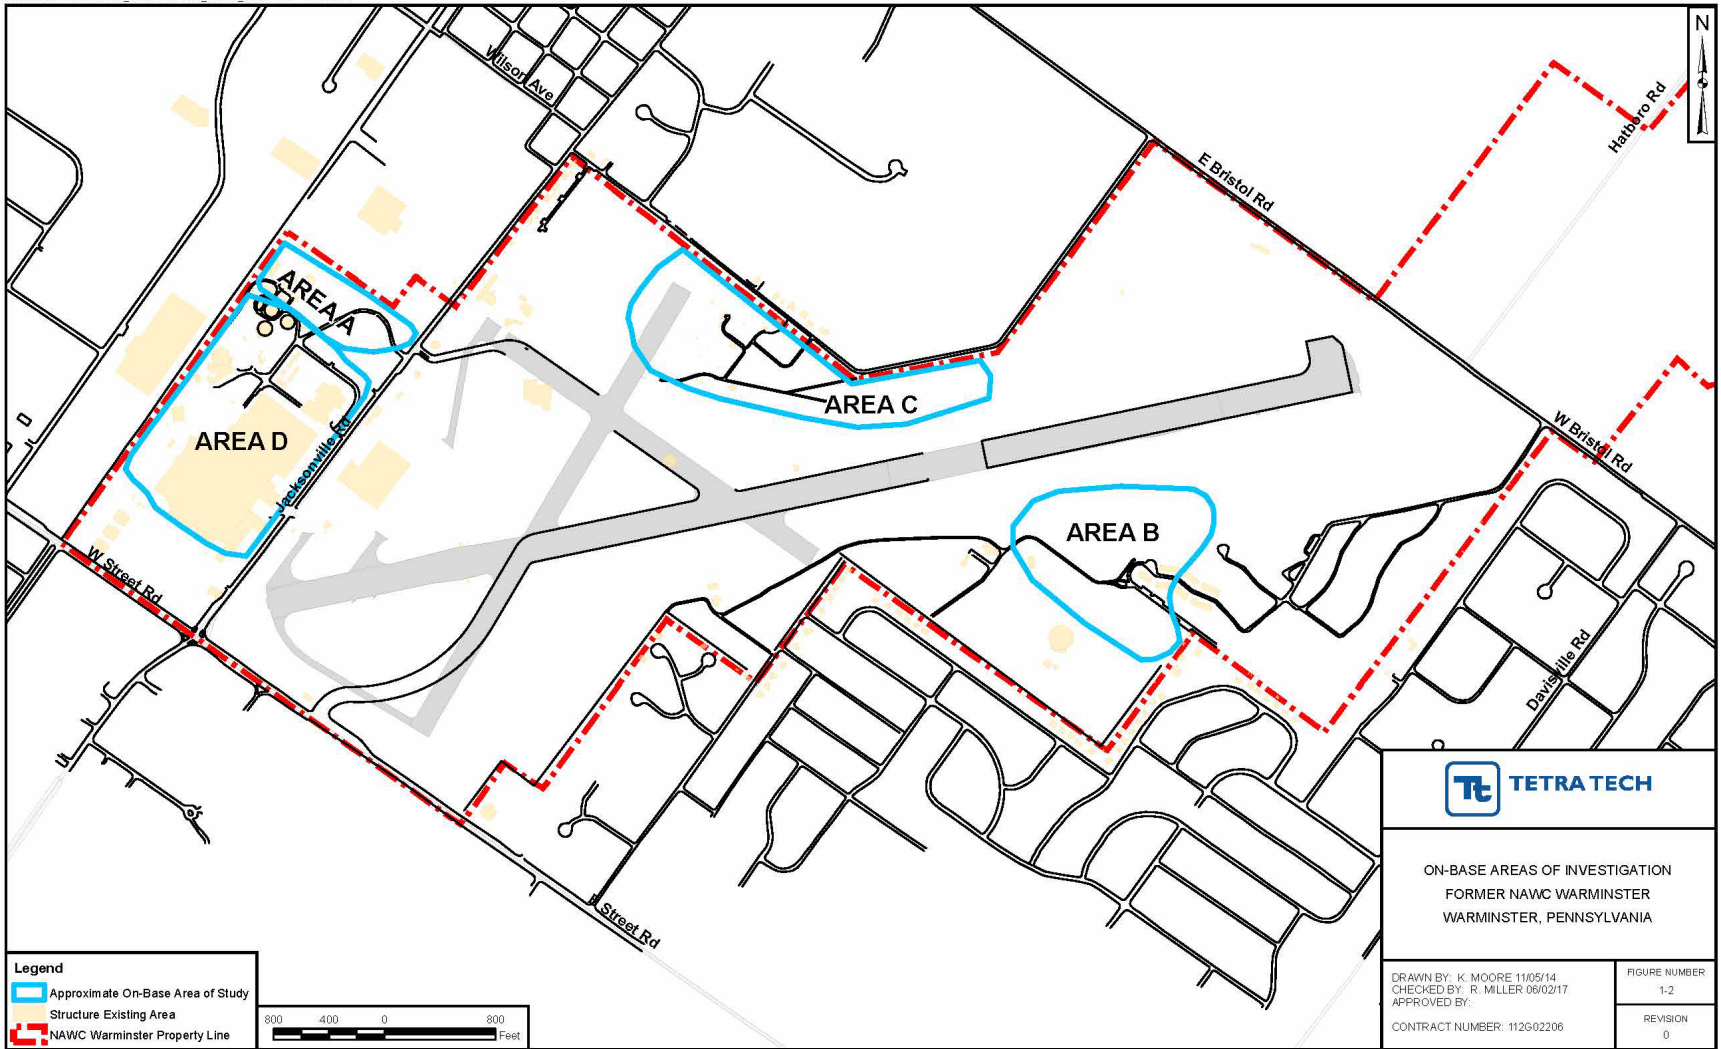 N
Wilson Ave
Hatboro Rd
E Bristol Rd
AREA A
AREA C
AREA D
Jacksonville Rd
W Bristol Rd
AREA B
W Street Rd
Davisville Rd
E Street Rd
TETRA TECH
ON-BASE AREAS OF INVESTIGATION
FORMER NAWC WARMINSTER
WARMINSTER, PENNSYLVANIA
Legend
Approximate On-Base Area of Study
Structure Existing Area
NAWC Warminster Property Line
800 400 0 800
Feet
DRAWN BY: K. MOORE 11/05/14
CHECKED BY: R. MILLER 06/02/17
APPROVED BY:
CONTRACT NUMBER: 112G02206
FIGURE NUMBER
1-2
REVISION
0